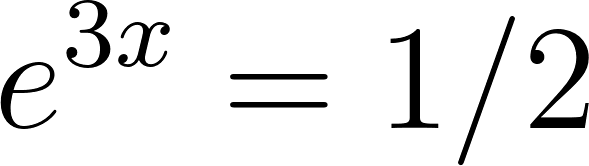 e^{3x} = 1/2